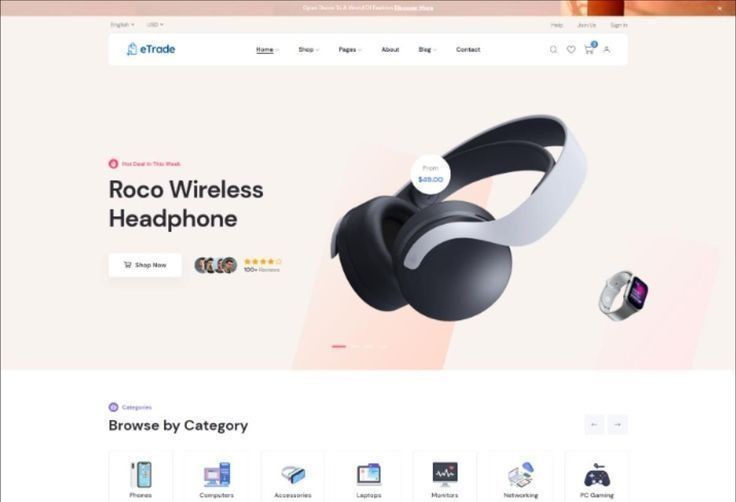 Open Doors To A World Of Fashion Discover More
English
USD
Help
Join Us
Sign In
eTrade
Home
Shop
Pages
About
Blog
Contact
Hot Deal In This Week
Roco Wireless
Headphone
From
$49.00
Shop Now
100+ Reviews
Categories
Browse by Category
Phones
Computers
Accessories
Laptops
Monitors
Networking
PC Gaming